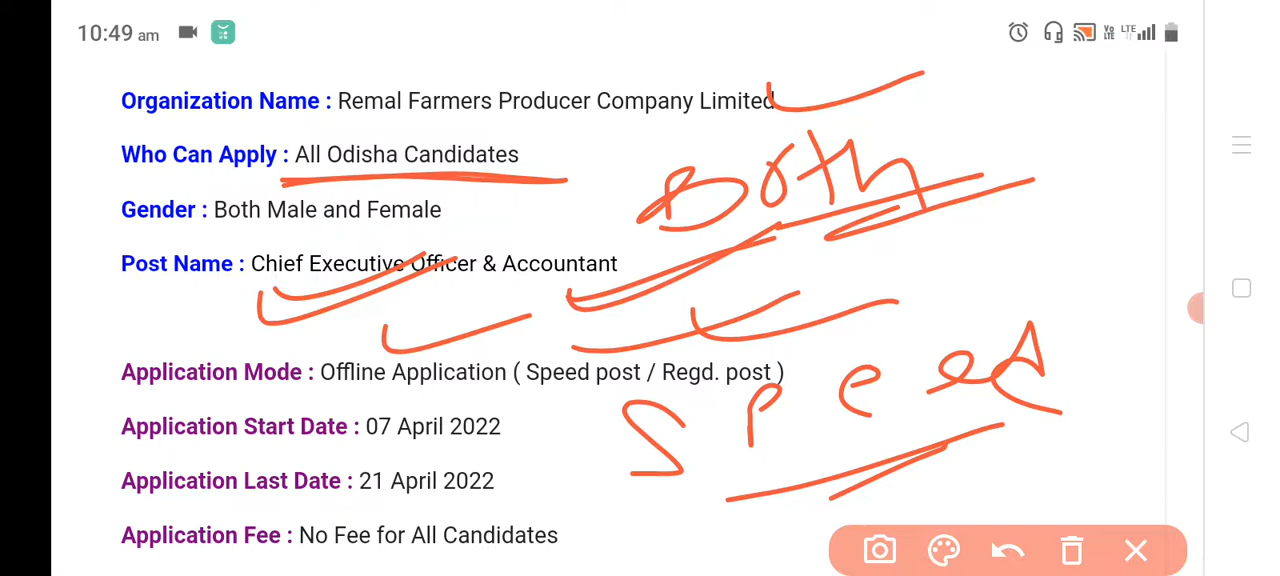 10:49 am
Organization Name : Remal Farmers Producer Company Limited
Who Can Apply : All Odisha Candidates
Both
Gender : Both Male and Female
Post Name : Chief Executive Officer & Accountant
Application Mode : Offline Application ( Speed post / Regd. post )
Speed
Application Start Date : 07 April 2022
Application Last Date : 21 April 2022
Application Fee : No Fee for All Candidates